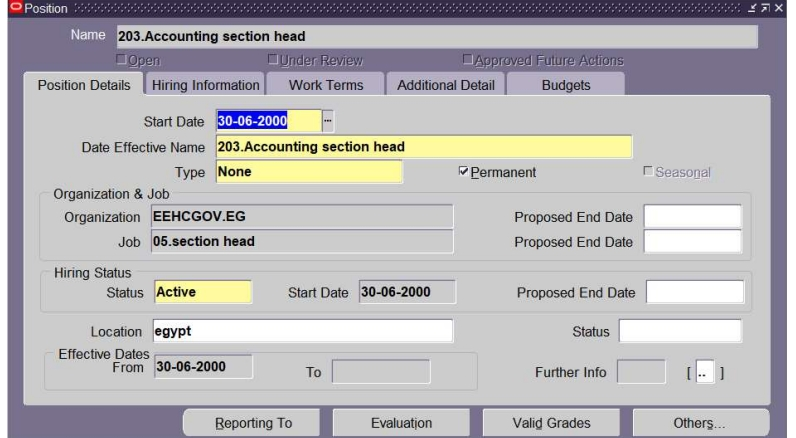 Position
Name 203.Accounting section head
Open Under Review Approved Future Actions
Position Details Hiring Information Work Terms Additional Detail Budgets
Start Date 30-06-2000 ...
Date Effective Name 203.Accounting section head
Type None Permanent Seasonal
Organization & Job
Organization EEHCGOV.EG Proposed End Date
Job 05.section head Proposed End Date
Hiring Status
Status Active Start Date 30-06-2000 Proposed End Date
Location egypt Status
Effective Dates
From 30-06-2000 To Further Info [ .. ]
Reporting To Evaluation Valid Grades Others...